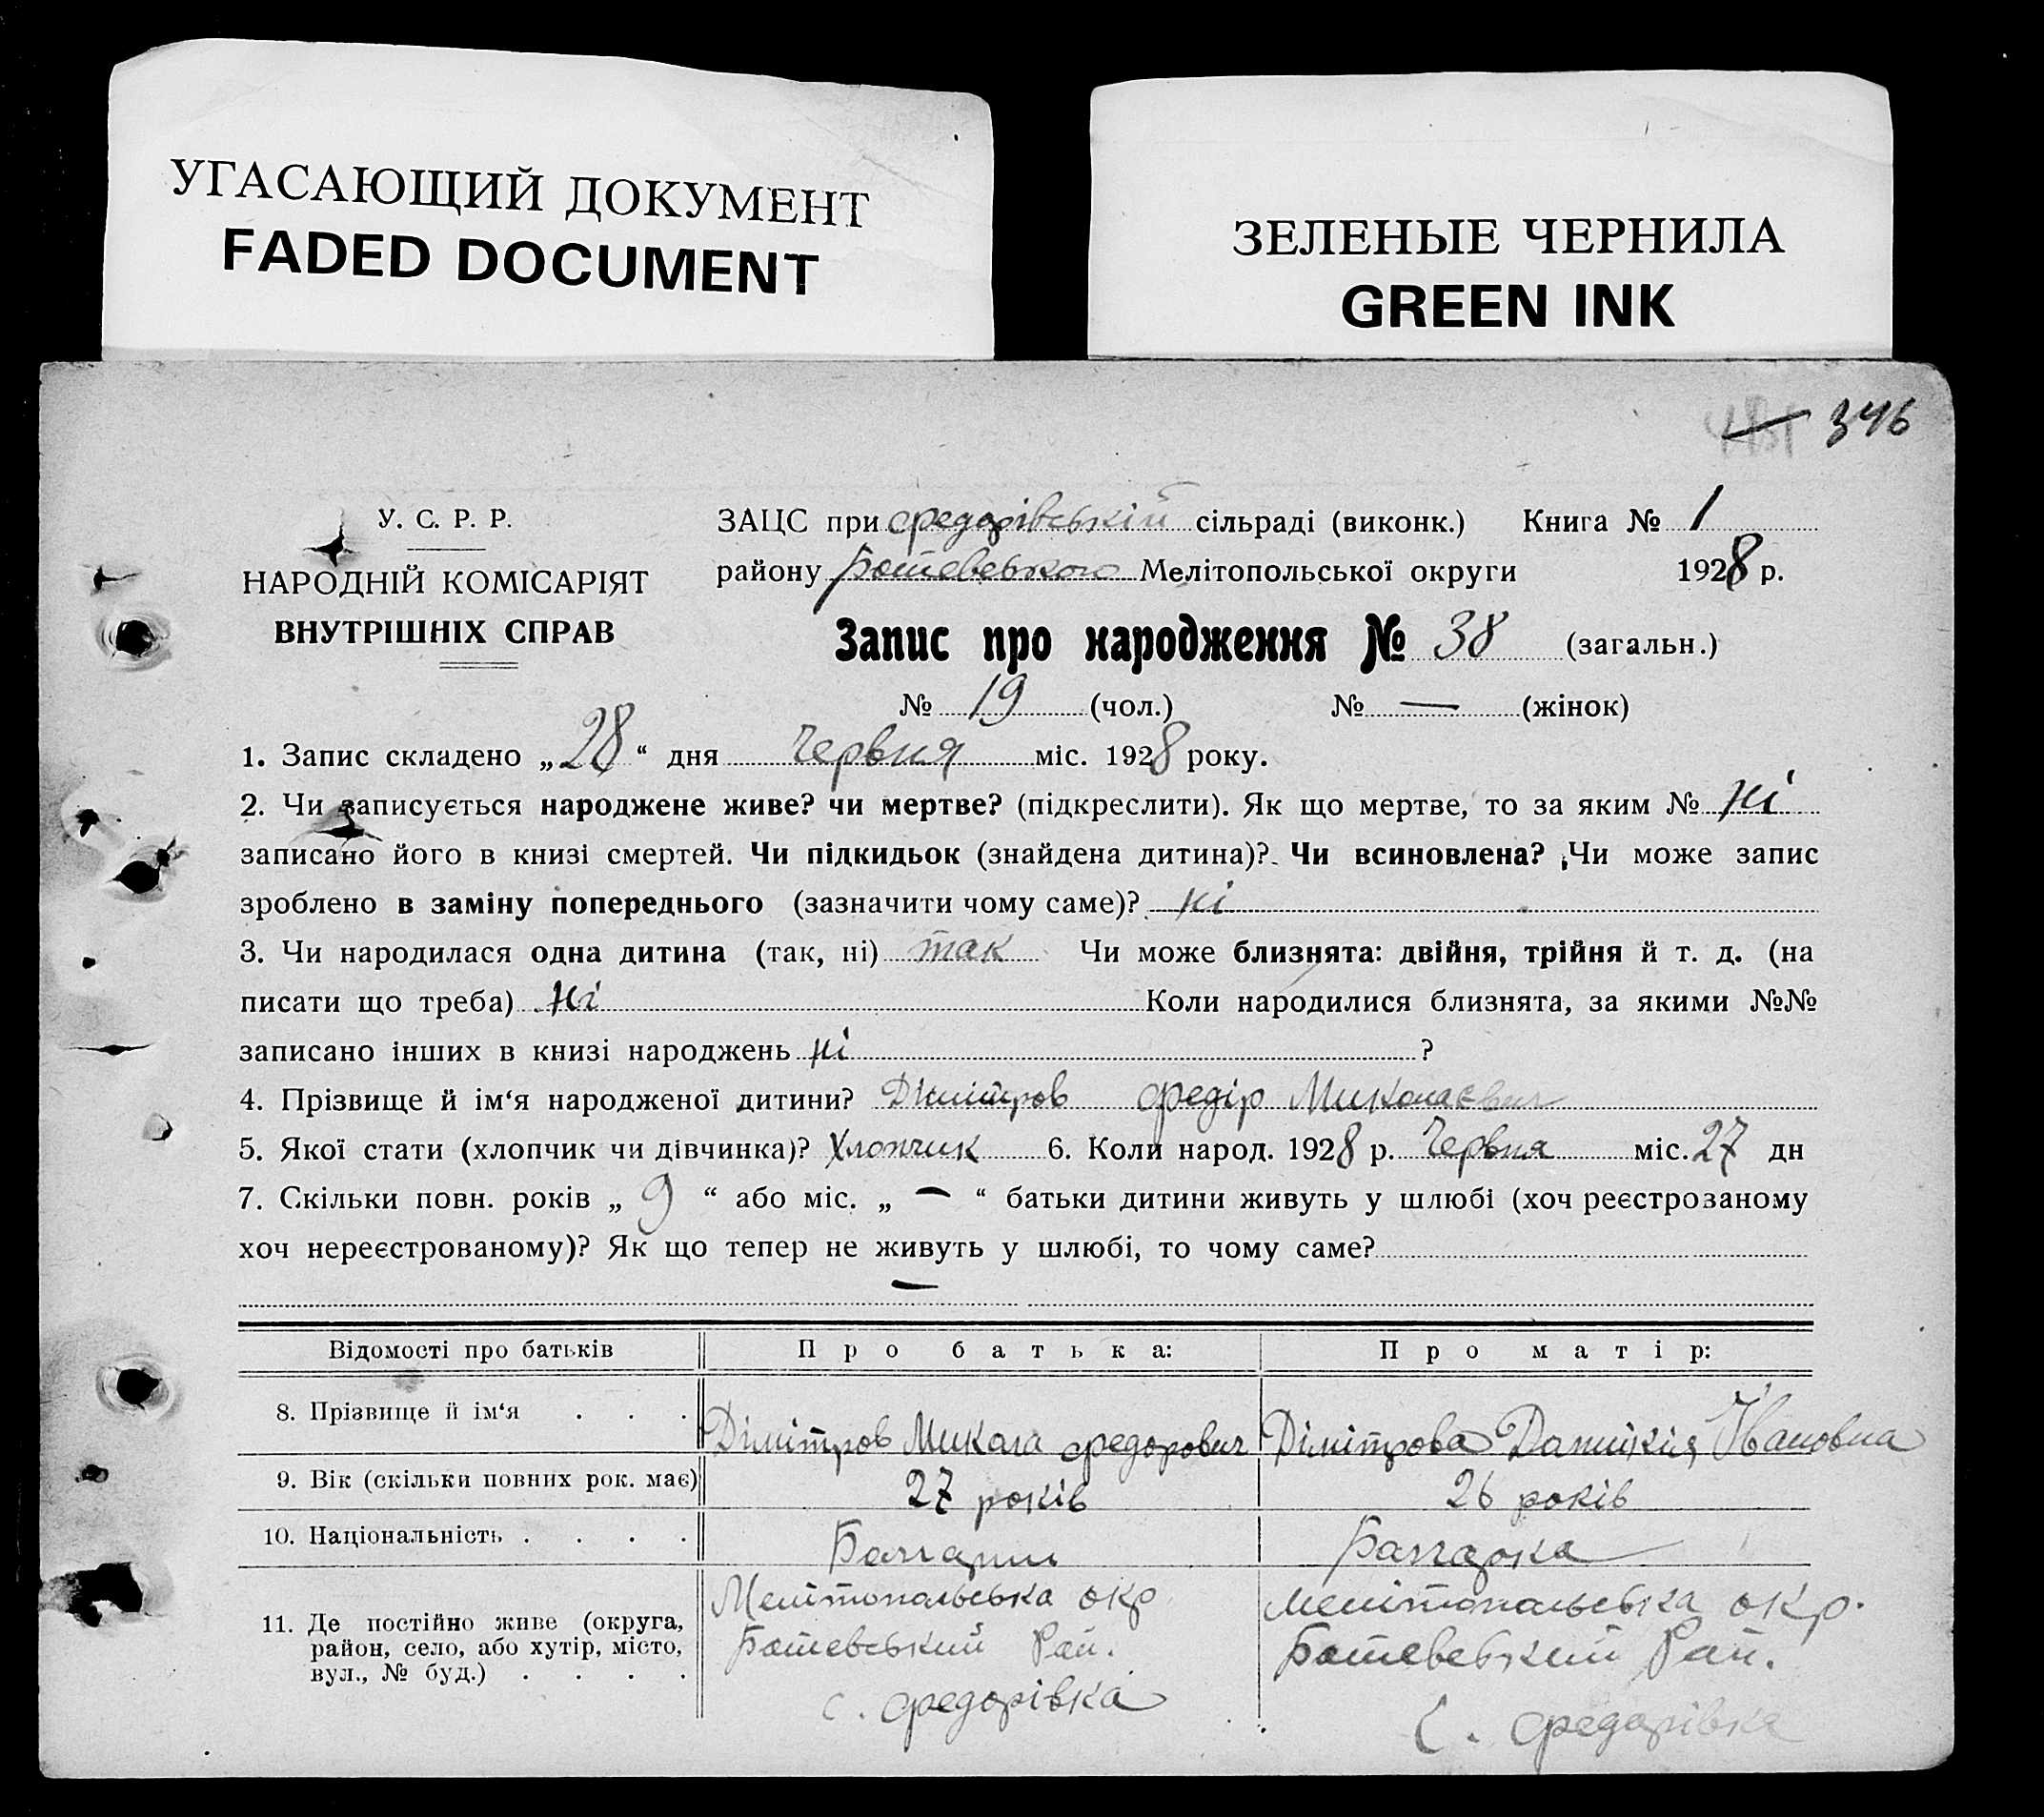 УГАСАЮЩИЙ ДОКУМЕНТ
FADED DOCUMENT
ЗЕЛЕНЫЕ ЧЕРНИЛА
GREEN INK
346
У. С. Р. Р.
НАРОДНІЙ КОМІСАРІЯТ
ВНУТРІШНІХ СПРАВ
ЗАЦС при Федорівській сільраді (виконк.) Книга № 1
району Ботевського Мелітопольської округи 1928 р.
Запис про народження № 38 (загальн.)
№ 19 (чол.) № — (жінок)
1. Запис складено „28“ дня Червня міс. 1928 року.
2. Чи записується народжене живе? чи мертве? (підкреслити). Як що мертве, то за яким № ні
записано його в книзі смертей. Чи підкидьок (знайдена дитина)? Чи всиновлена? Чи може запис
зроблено в заміну попереднього (зазначити чому саме)? ні
3. Чи народилася одна дитина (так, ні) так Чи може близнята: двійня, трійня й т. д. (на
писати що треба) ні Коли народилися близнята, за якими №№
записано інших в книзі народжень ні ?
4. Прізвище й ім‘я народженої дитини? Дімітров Федір Миколаєвич
5. Якої стати (хлопчик чи дівчинка)? Хлопчик 6. Коли народ. 1928 р. Червня міс. 27 дн
7. Скільки повн. років „ 9 “ або міс. „ — “ батьки дитини живуть у шлюбі (хоч реєстрованому
хоч нереєстрованому)? Як що тепер не живуть у шлюбі, то чому саме?
—
Відомості про батьків Про батька: Про матір:
8. Прізвище й ім‘я . . . Дімітров Микола Федорович Дімітрова Івановна
9. Вік (скільки повних рок. має) 27 років 26 років
10. Національність . . . . Болгарин Балгарка
11. Де постійно живе (округа,
район, село, або хутір, місто,
вул., № буд.) . . . .
Мелітопольська окр
Ботевський Рай.
с. Федорівка
Мелітопольська окр.
Ботевський Рай.
с. Федорівка